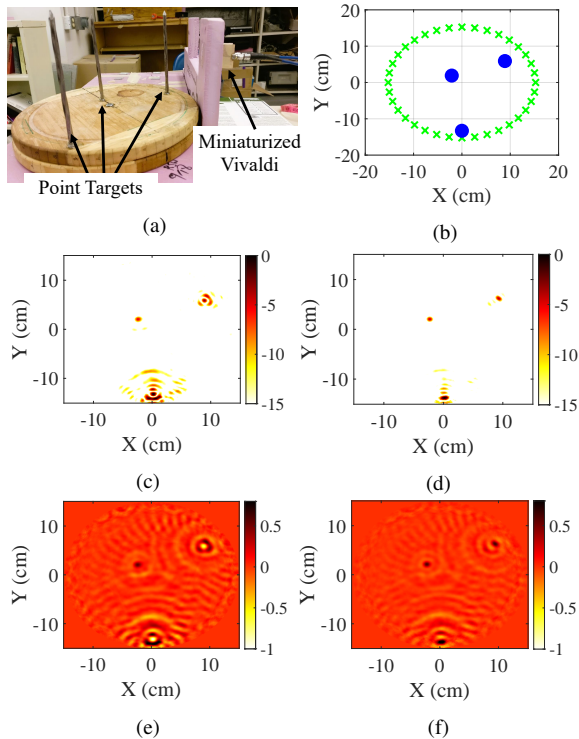 Point Targets
Miniaturized
Vivaldi
(a)
20
10
0
-10
-20
Y (cm)
-20 -10 0 10 20
X (cm)
(b)
10
0
-10
Y (cm)
-10 0 10
X (cm)
0
-5
-10
-15
(c)
10
0
-10
Y (cm)
-10 0 10
X (cm)
0
-5
-10
-15
(d)
10
0
-10
Y (cm)
-10 0 10
X (cm)
0.5
0
-0.5
-1
(e)
10
0
-10
Y (cm)
-10 0 10
X (cm)
0.5
0
-0.5
-1
(f)